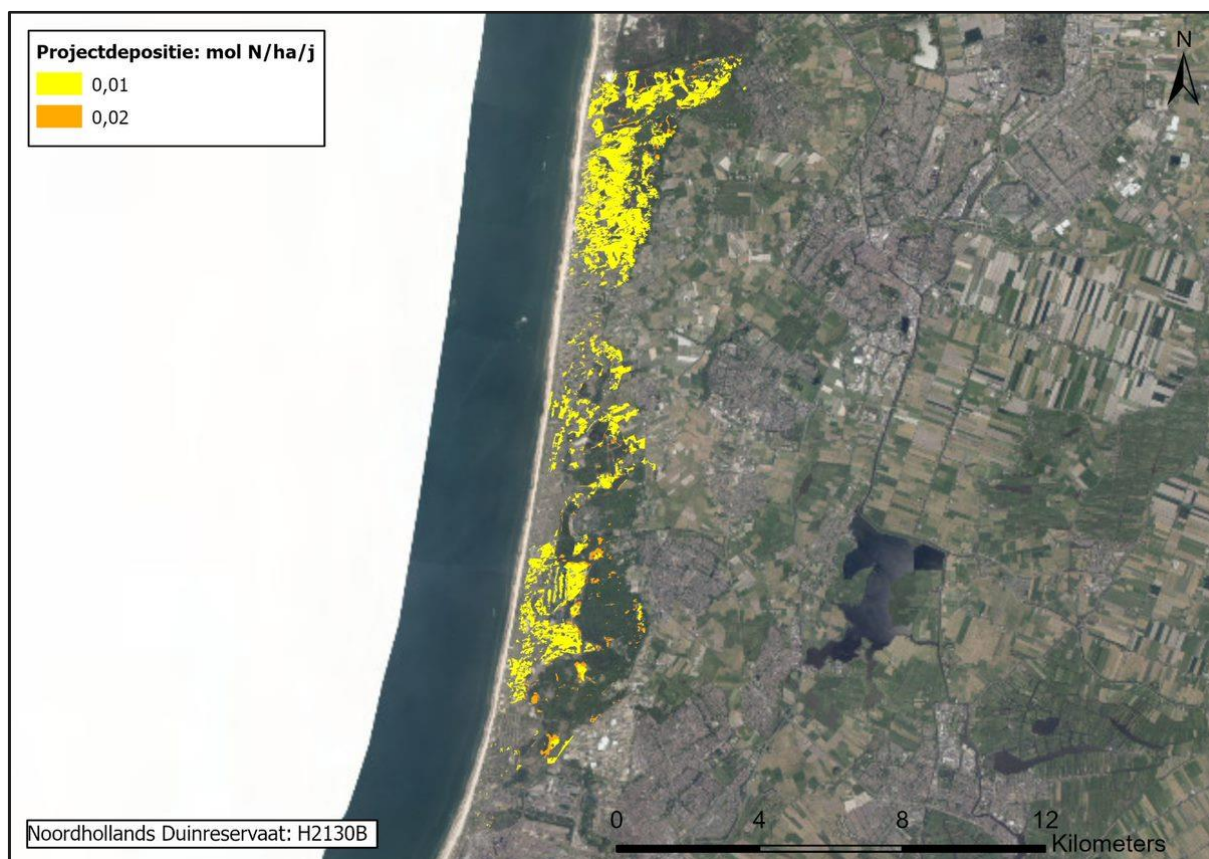 Projectdepositie: mol N/ha/j
0,01
0,02
N
Noordhollands Duinreservaat: H2130B
0 4 8 12
Kilometers